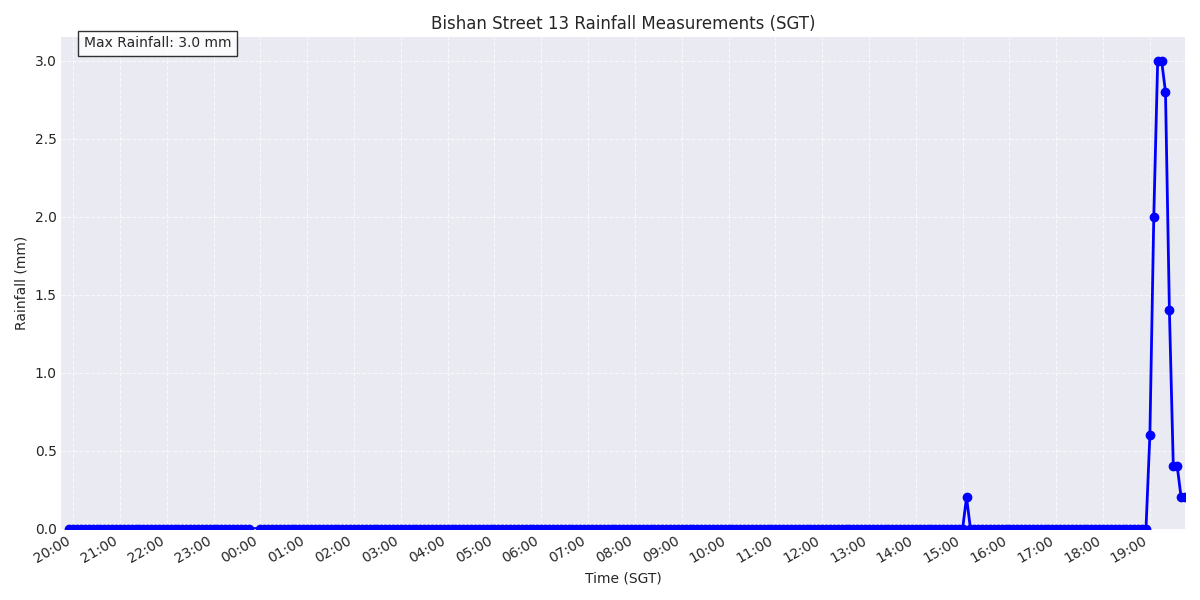 Bishan Street 13 Rainfall Measurements (SGT)
Max Rainfall: 3.0 mm
3.0
2.5
2.0
1.5
1.0
0.5
0.0
Rainfall (mm)
20:00 21:00 22:00 23:00 00:00 01:00 02:00 03:00 04:00 05:00 06:00 07:00 08:00 09:00 10:00 11:00 12:00 13:00 14:00 15:00 16:00 17:00 18:00 19:00
Time (SGT)